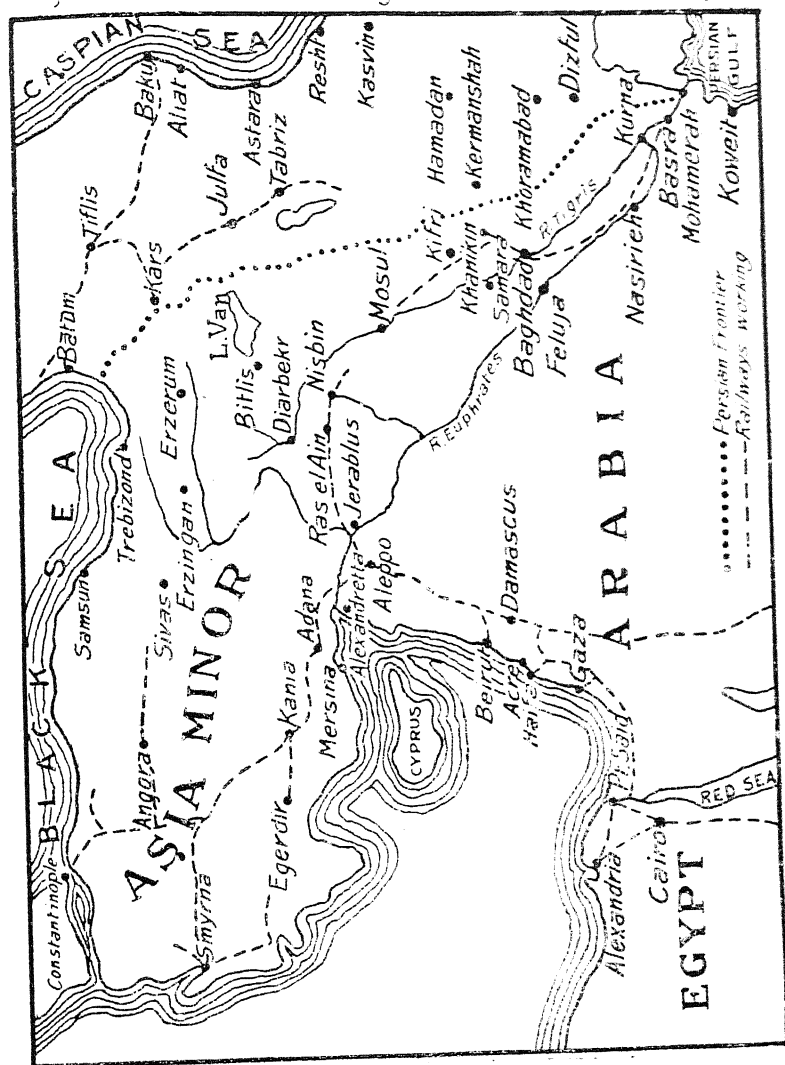 CASPIAN SEA
BLACK SEA
Constantinople
Samsun
Trebizond
Batum
Tiflis
Baku
Aliat
Astara
Resht
Kasvin
Kars
Julfa
Tabriz
Angora
Sivas
Erzingan
Erzerum
L.Van
Bitlis
Diarbekr
ASIA MINOR
Smyrna
Egerdir
Kania
Adana
Mersina
Alexandretta
Aleppo
Jerablus
Ras el Ain
Nisbin
Mosul
Kifri
Hamadan
Kermanshah
Khanikin
Samara
Khoramabad
Dizful
Baghdad
Feluja
R.Tigris
R.Euphrates
Kurna
Nasirieh
Basra
Mohamerah
PERSIAN GULF
Koweit
CYPRUS
Beirut
Damascus
Acre
Haifa
Gaza
Pt Said
Alexandria
Cairo
RED SEA
EGYPT
ARABIA
Persian Frontier
Railways working